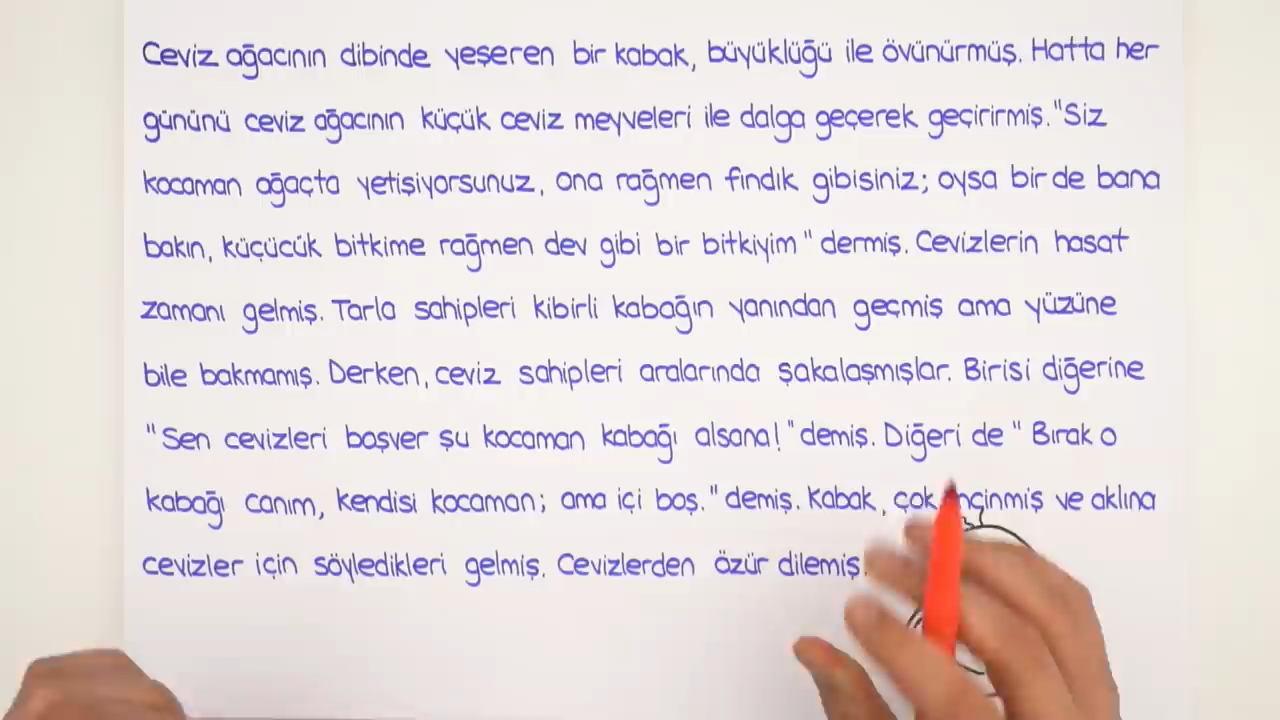 Ceviz ağacının dibinde yeşeren bir kabak, büyüklüğü ile övünürmüş. Hatta her
gününü ceviz ağacının küçük ceviz meyveleri ile dalga geçerek geçirirmiş. "Siz
kocaman ağaçta yetişiyorsunuz, ona rağmen fındık gibisiniz; oysa bir de bana
bakın, küçücük bitkime rağmen dev gibi bir bitkiyim" dermiş. Cevizlerin hasat
zamanı gelmiş. Tarla sahipleri kibirli kabağın yanından geçmiş ama yüzüne
bile bakmamış. Derken, ceviz sahipleri aralarında şakalaşmışlar. Birisi diğerine
"Sen cevizleri boşver şu kocaman kabağı alsana!" demiş. Diğeri de "Bırak o
kabağı canım, kendisi kocaman; ama içi boş." demiş. Kabak, çok incinmiş ve aklına
cevizler için söyledikleri gelmiş. Cevizlerden özür dilemiş.